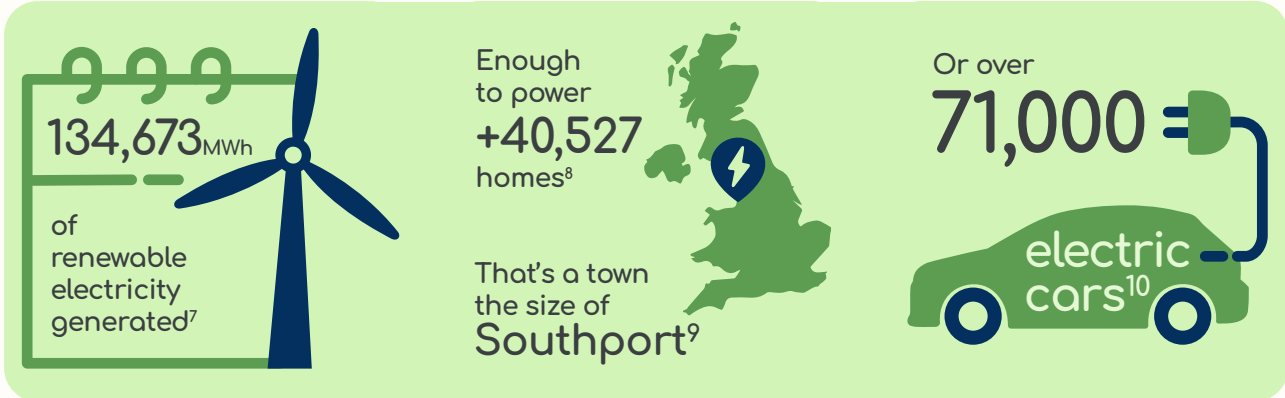 134,673MWh
of
renewable
electricity
generated⁷
Enough
to power
+40,527
homes⁸
That's a town
the size of
Southport⁹
Or over
71,000
electric
cars¹⁰